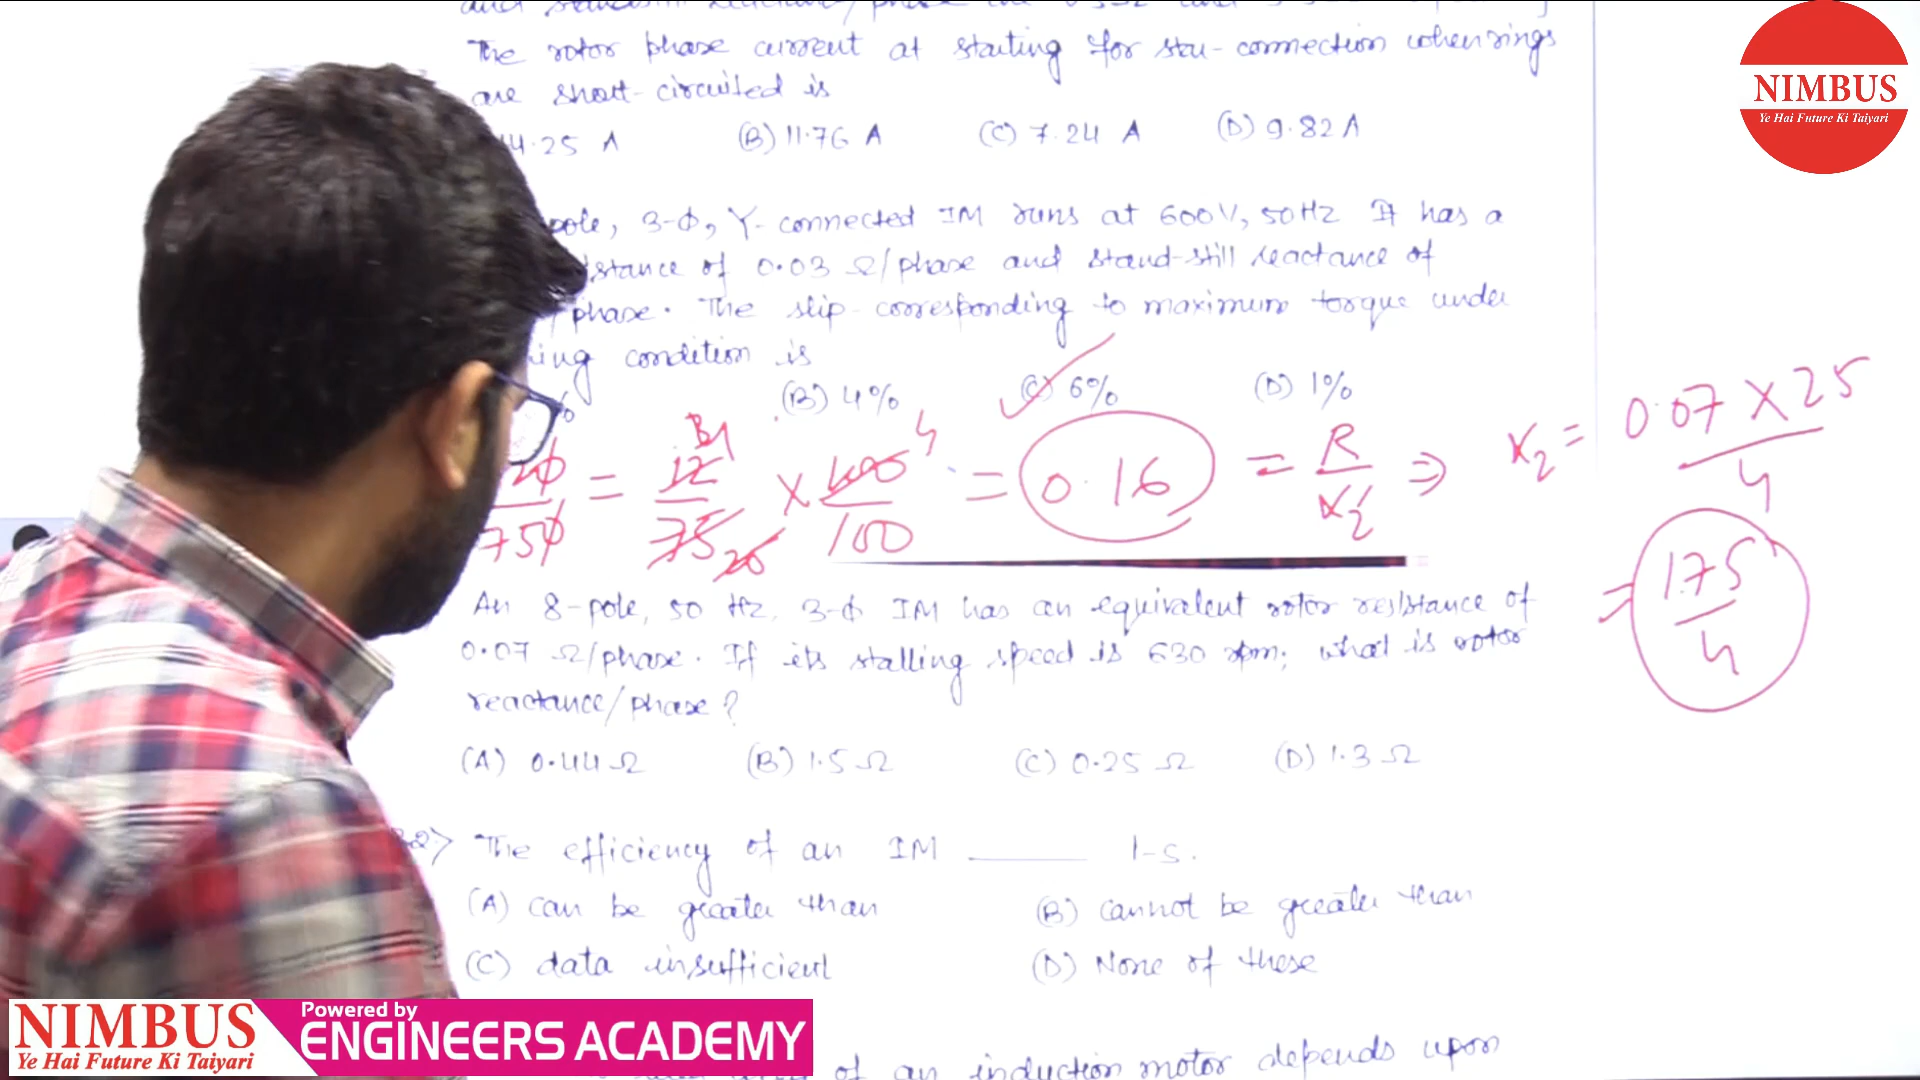 The rotor phase current at starting for star-connection when rings
are short-circuited is
4.25 A (B) 11.76 A (C) 7.24 A (D) 9.82 A
pole, 3-Φ, Y-connected IM runs at 600V, 50HZ It has a
stance of 0.03 Ω/phase and stand-still reactance of
/phase. The slip corresponding to maximum torque under
ing condition is
% (B) 4% (C) 6% (D) 1%
= 12/75 × 100/100 = 0.16 = R/X2' ⇒ X2 = 0.07 × 25/4
= 1.75/4
An 8-pole, 50 Hz, 3-Φ IM has an equivalent rotor resistance of
0.07 Ω/phase. If its stalling speed is 630 rpm; what is rotor
reactance/phase?
(A) 0.44 Ω (B) 1.5 Ω (C) 0.25 Ω (D) 1.3 Ω
The efficiency of an IM ______ 1-s.
(A) can be greater than (B) cannot be greater than
(C) data insufficient (D) None of these
of an induction motor depends upon
NIMBUS
Ye Hai Future Ki Taiyari
NIMBUS
Ye Hai Future Ki Taiyari
Powered by
ENGINEERS ACADEMY